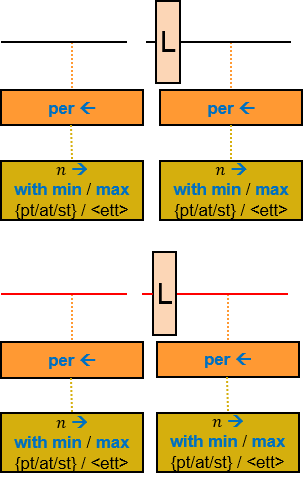 L
per ← per ←
n → n →
with min / max with min / max
{pt/at/st} / <ett> {pt/at/st} / <ett>
L
per ← per ←
n → n →
with min / max with min / max
{pt/at/st} / <ett> {pt/at/st} / <ett>